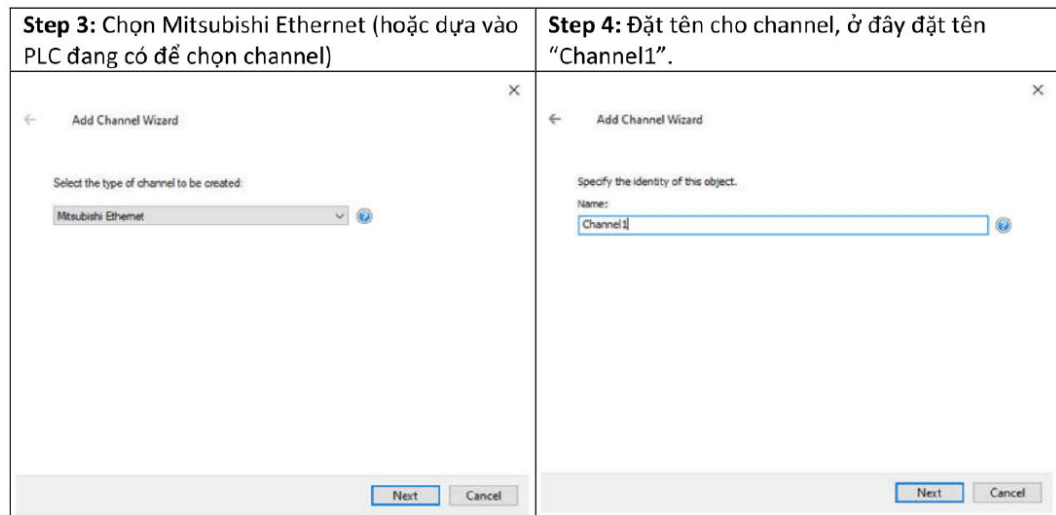 Step 3: Chọn Mitsubishi Ethernet (hoặc dựa vào
PLC đang có để chọn channel)
Add Channel Wizard
Select the type of channel to be created:
Mitsubishi Ethernet
Next Cancel
Step 4: Đặt tên cho channel, ở đây đặt tên
“Channel1”.
Add Channel Wizard
Specify the identity of this object.
Name:
Channel1
Next Cancel